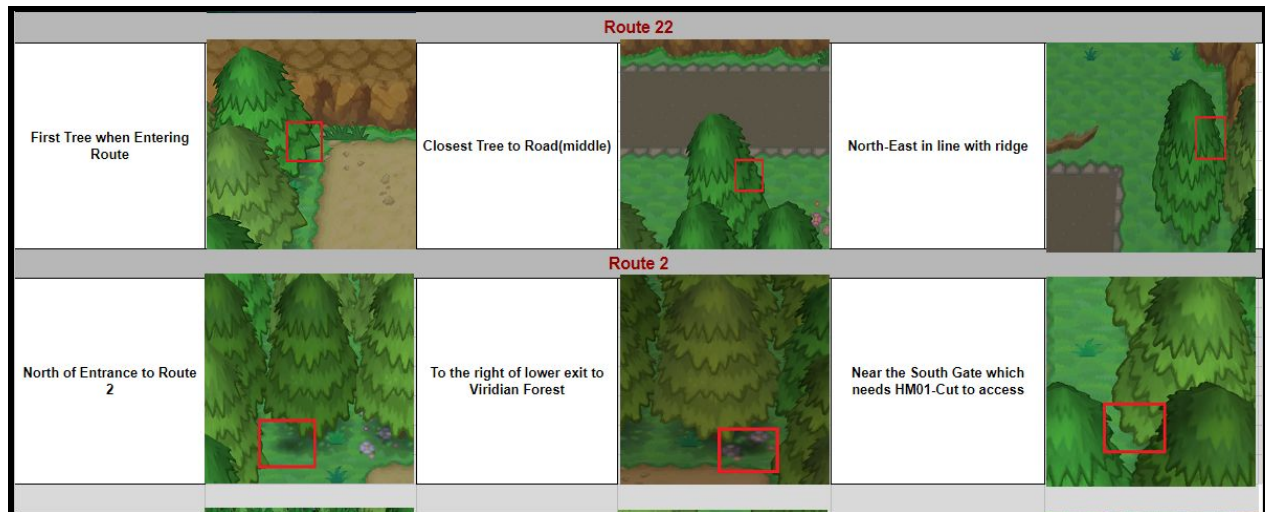 Route 22
First Tree when Entering
Route
Closest Tree to Road(middle)
North-East in line with ridge
Route 2
North of Entrance to Route
2
To the right of lower exit to
Viridian Forest
Near the South Gate which
needs HM01-Cut to access